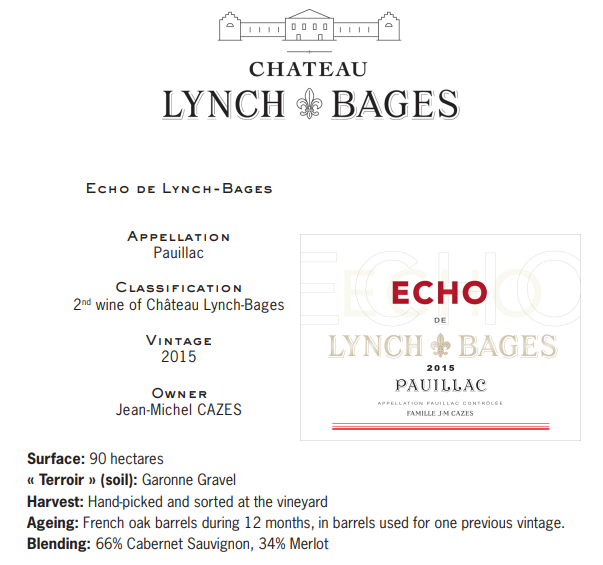 CHATEAU
LYNCH BAGES
ECHO DE LYNCH-BAGES
APPELLATION
Pauillac
CLASSIFICATION
2nd wine of Château Lynch-Bages
VINTAGE
2015
OWNER
Jean-Michel CAZES
ECHO
ECHO
ECHO
DE
LYNCH BAGES
2015
PAUILLAC
APPELLATION PAUILLAC CONTRÔLÉE
FAMILLE J-M CAZES
Surface: 90 hectares
« Terroir » (soil): Garonne Gravel
Harvest: Hand-picked and sorted at the vineyard
Ageing: French oak barrels during 12 months, in barrels used for one previous vintage.
Blending: 66% Cabernet Sauvignon, 34% Merlot